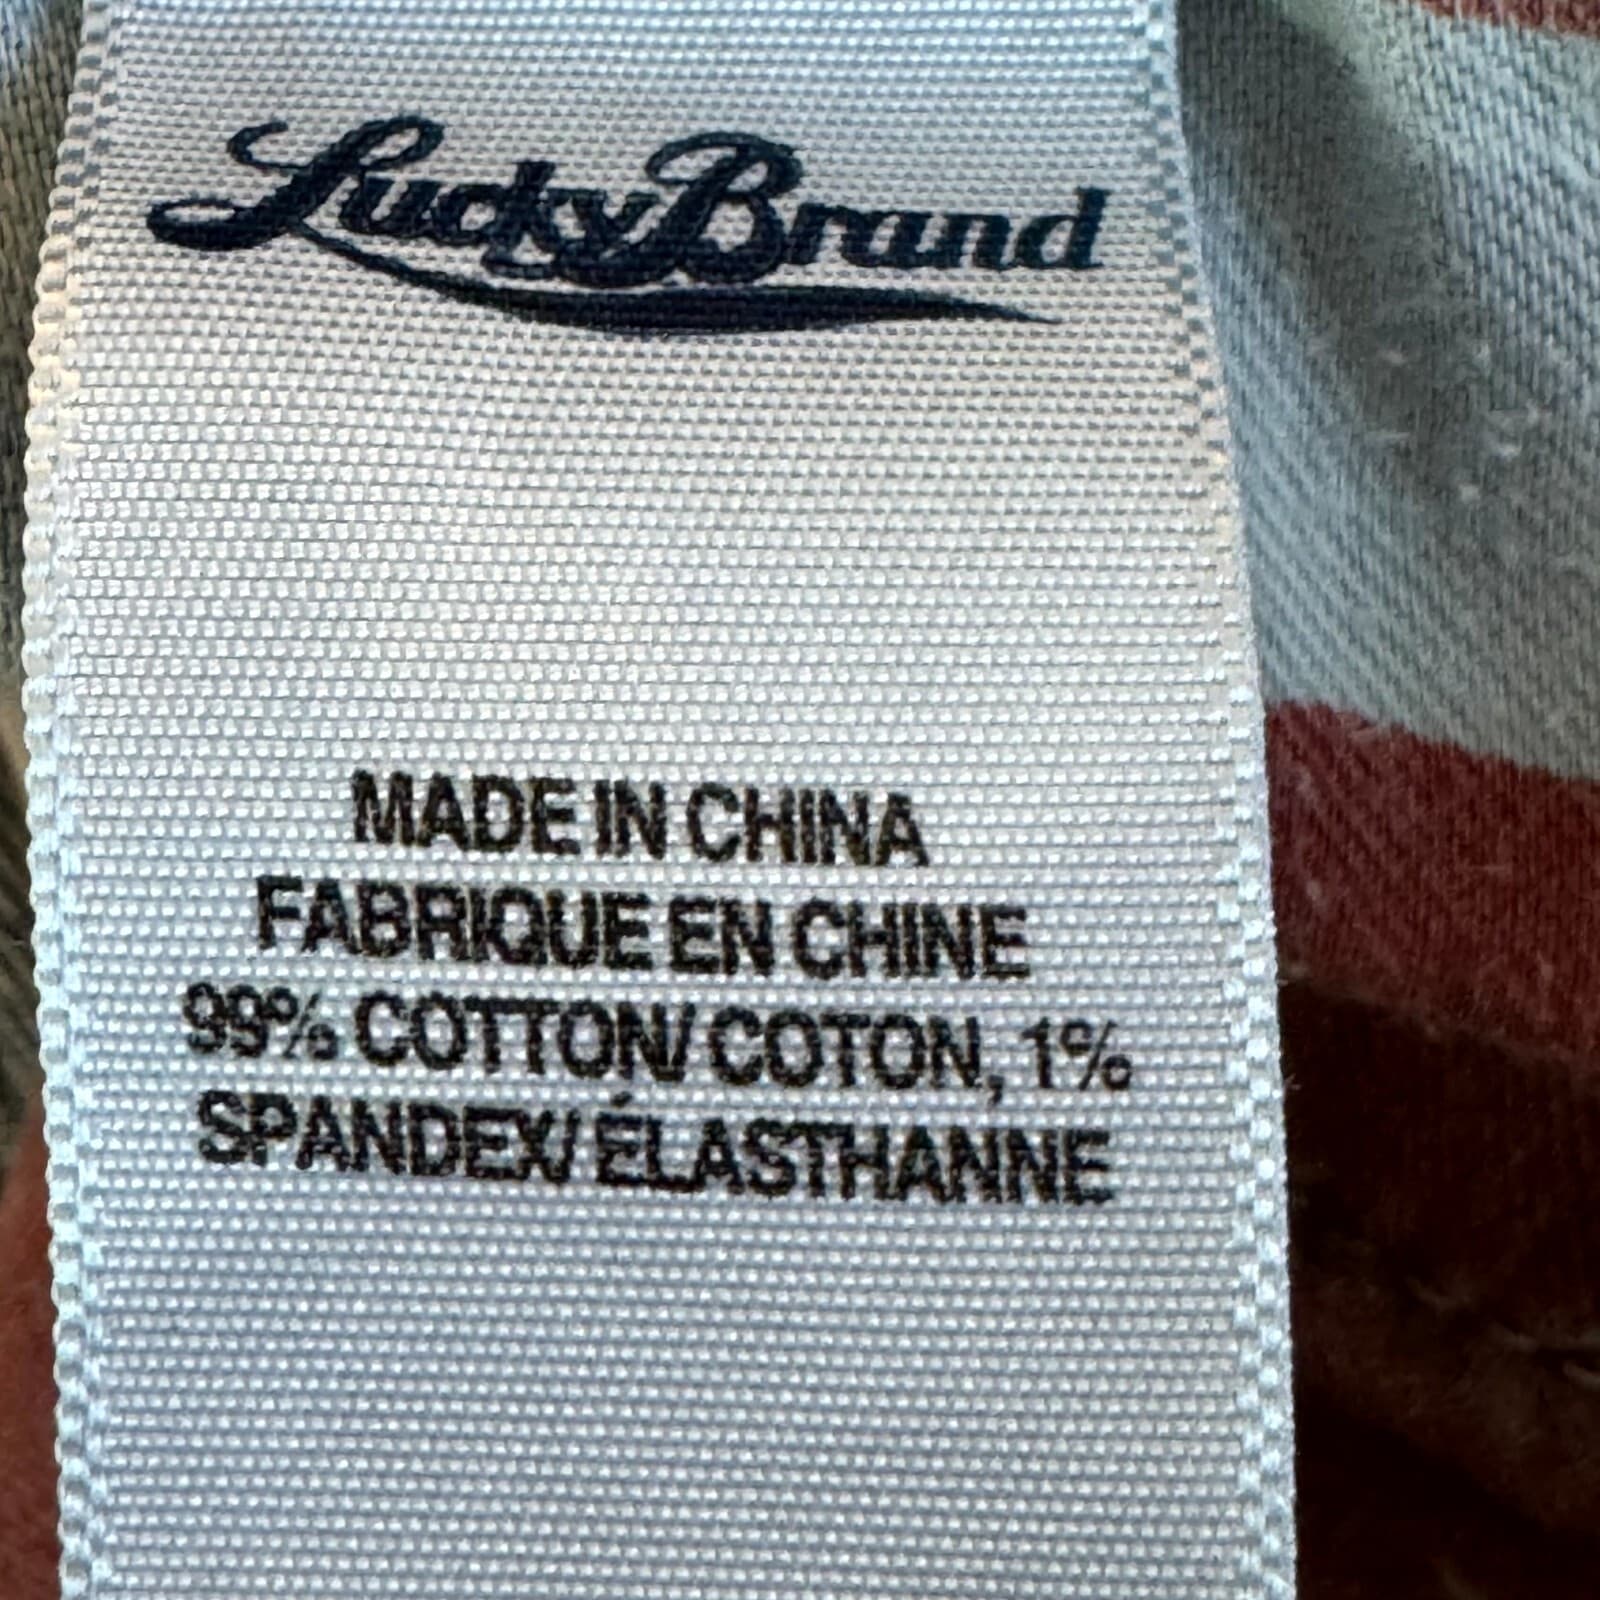 Lucky Brand
MADE IN CHINA
FABRIQUE EN CHINE
99% COTTON/COTON, 1%
SPANDEX/ÉLASTHANNE